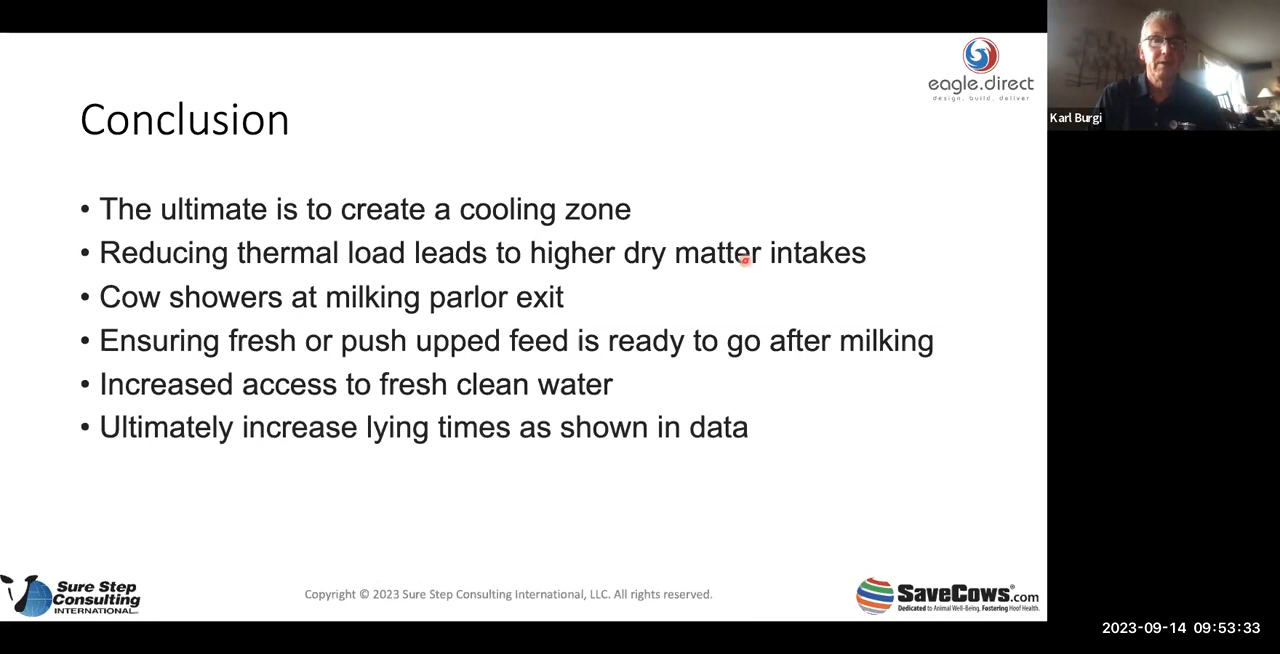 eagle.direct
design. build. deliver
Karl Burgi
Conclusion
• The ultimate is to create a cooling zone
• Reducing thermal load leads to higher dry matter intakes
• Cow showers at milking parlor exit
• Ensuring fresh or push upped feed is ready to go after milking
• Increased access to fresh clean water
• Ultimately increase lying times as shown in data
Sure Step
Consulting
INTERNATIONAL
Copyright © 2023 Sure Step Consulting International, LLC. All rights reserved.
SaveCows®.com
Dedicated to Animal Well-Being. Fostering Hoof Health.
2023-09-14 09:53:33